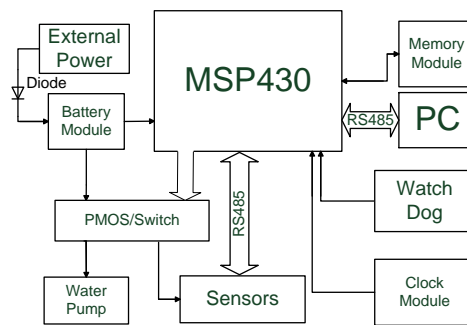 External
Power
Diode
Battery
Module
MSP430
Memory
Module
RS485
PC
PMOS/Switch
RS485
Watch
Dog
Water
Pump
Sensors
Clock
Module